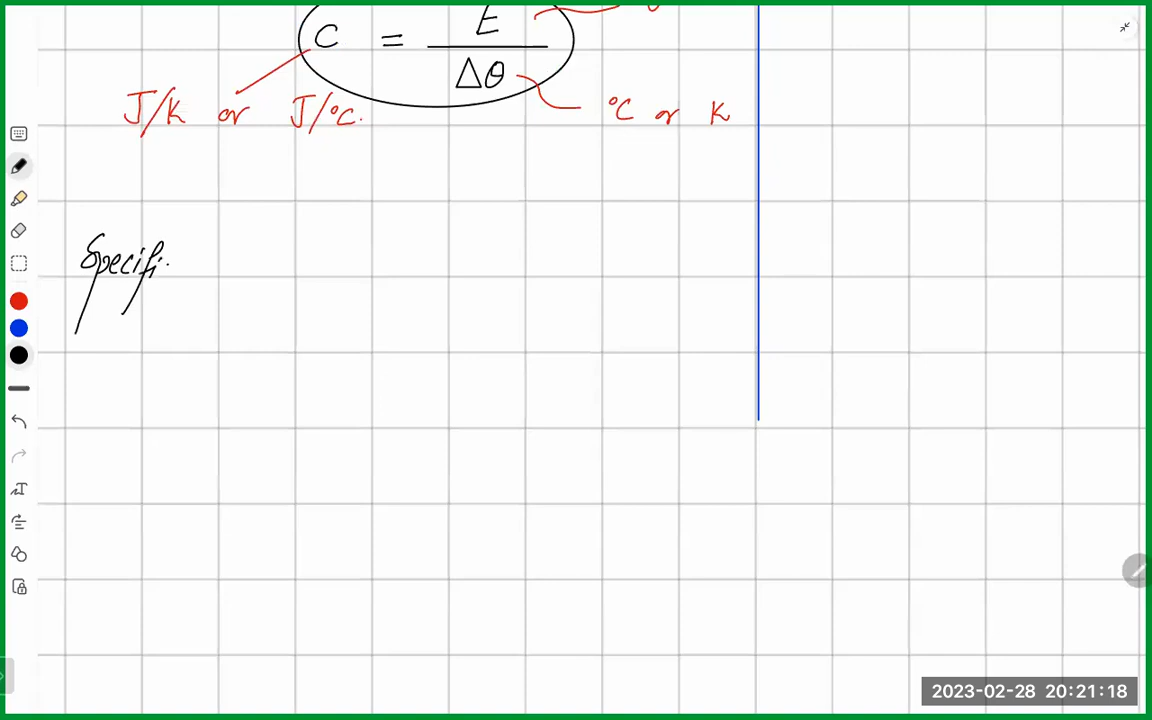 C = E / Δθ
J/K or J/°C. °C or K
Specifi
2023-02-28 20:21:18